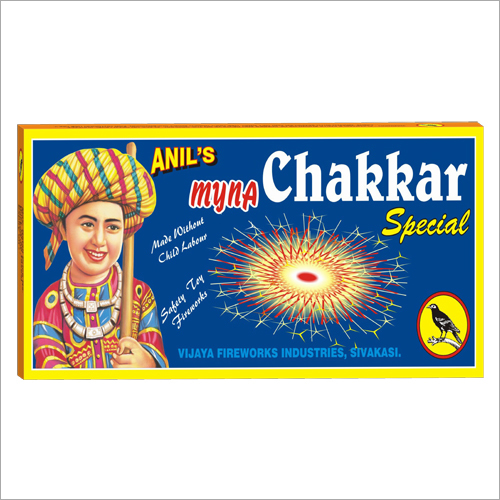 ANIL'S
MYNA Chakkar
Special
Made Without
Child Labour
Safety Toy
Fireworks
VIJAYA FIREWORKS INDUSTRIES, SIVAKASI.